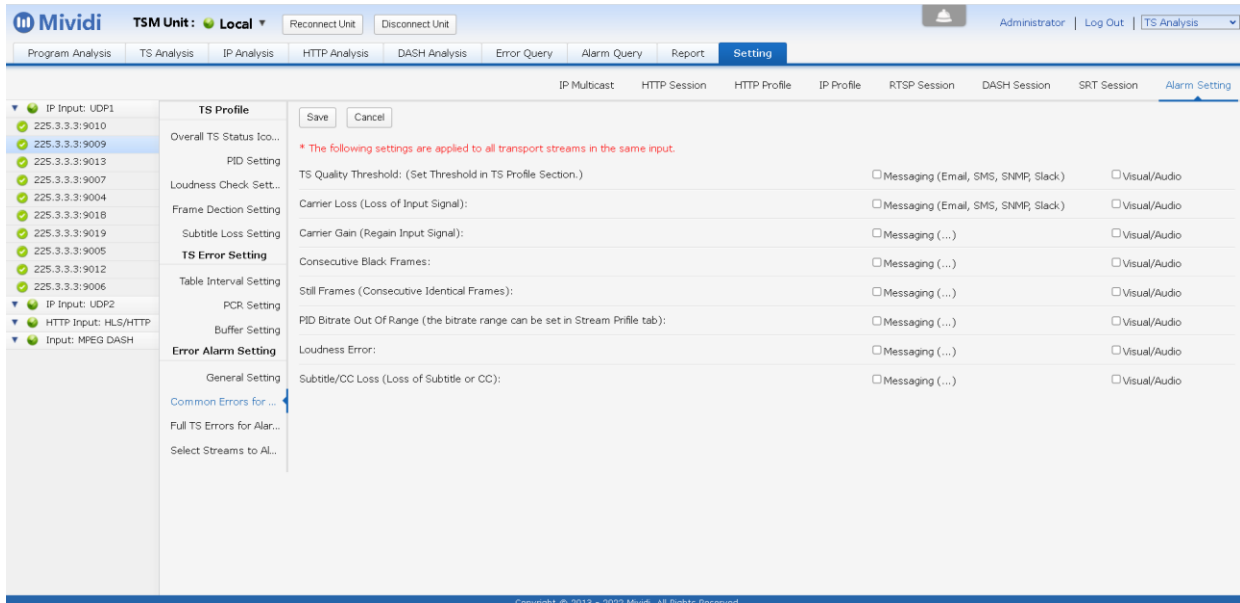 Mividi TSM Unit: Local ▼ Reconnect Unit Disconnect Unit Administrator | Log Out | TS Analysis
Program Analysis TS Analysis IP Analysis HTTP Analysis DASH Analysis Error Query Alarm Query Report Setting
IP Multicast HTTP Session HTTP Profile IP Profile RTSP Session DASH Session SRT Session Alarm Setting
IP Input: UDP1
225.3.3.3:9010
225.3.3.3:9009
225.3.3.3:9013
225.3.3.3:9007
225.3.3.3:9004
225.3.3.3:9018
225.3.3.3:9019
225.3.3.3:9005
225.3.3.3:9012
225.3.3.3:9006
IP Input: UDP2
HTTP Input: HLS/HTTP
Input: MPEG DASH
TS Profile
Overall TS Status Ico...
PID Setting
Loudness Check Sett...
Frame Dection Setting
Subtitle Loss Setting
TS Error Setting
Table Interval Setting
PCR Setting
Buffer Setting
Error Alarm Setting
General Setting
Common Errors for ...
Full TS Errors for Alar...
Select Streams to Al...
Save Cancel
* The following settings are applied to all transport streams in the same input.
TS Quality Threshold: (Set Threshold in TS Profile Section.) Messaging (Email, SMS, SNMP, Slack) Visual/Audio
Carrier Loss (Loss of Input Signal): Messaging (Email, SMS, SNMP, Slack) Visual/Audio
Carrier Gain (Regain Input Signal): Messaging (...) Visual/Audio
Consecutive Black Frames: Messaging (...) Visual/Audio
Still Frames (Consecutive Identical Frames): Messaging (...) Visual/Audio
PID Bitrate Out Of Range (the bitrate range can be set in Stream Prifile tab): Messaging (...) Visual/Audio
Loudness Error: Messaging (...) Visual/Audio
Subtitle/CC Loss (Loss of Subtitle or CC): Messaging (...) Visual/Audio
Copyright © 2013 - 2022 Mividi. All Rights Reserved